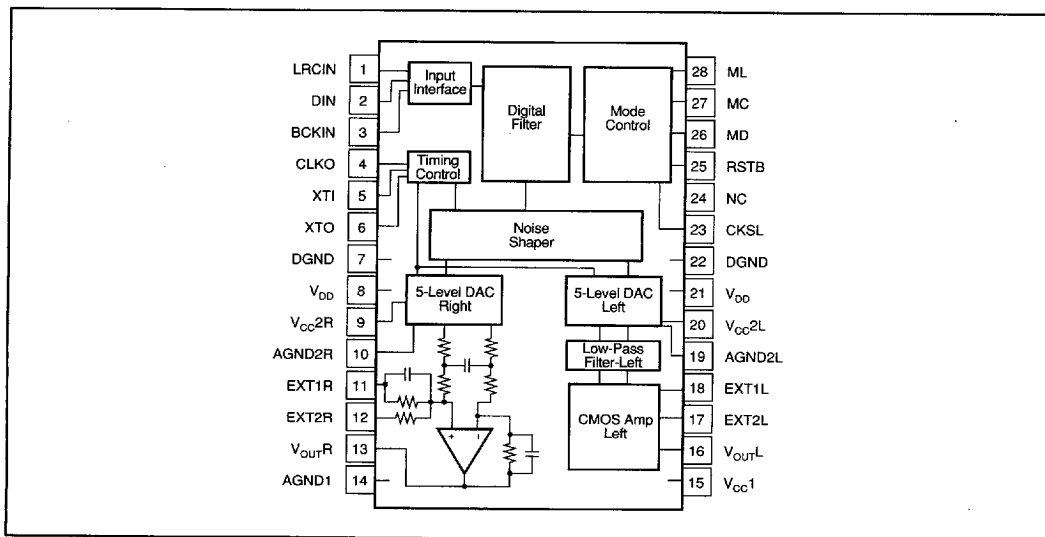 LRCIN 1
DIN 2
BCKIN 3
CLKO 4
XTI 5
XTO 6
DGND 7
VDD 8
VCC2R 9
AGND2R 10
EXT1R 11
EXT2R 12
VOUTR 13
AGND1 14
Input
Interface
Digital
Filter
Mode
Control
Timing
Control
Noise
Shaper
5-Level DAC
Right
5-Level DAC
Left
Low-Pass
Filter-Left
CMOS Amp
Left
+ –
28 ML
27 MC
26 MD
25 RSTB
24 NC
23 CKSL
22 DGND
21 VDD
20 VCC2L
19 AGND2L
18 EXT1L
17 EXT2L
16 VOUTL
15 VCC1